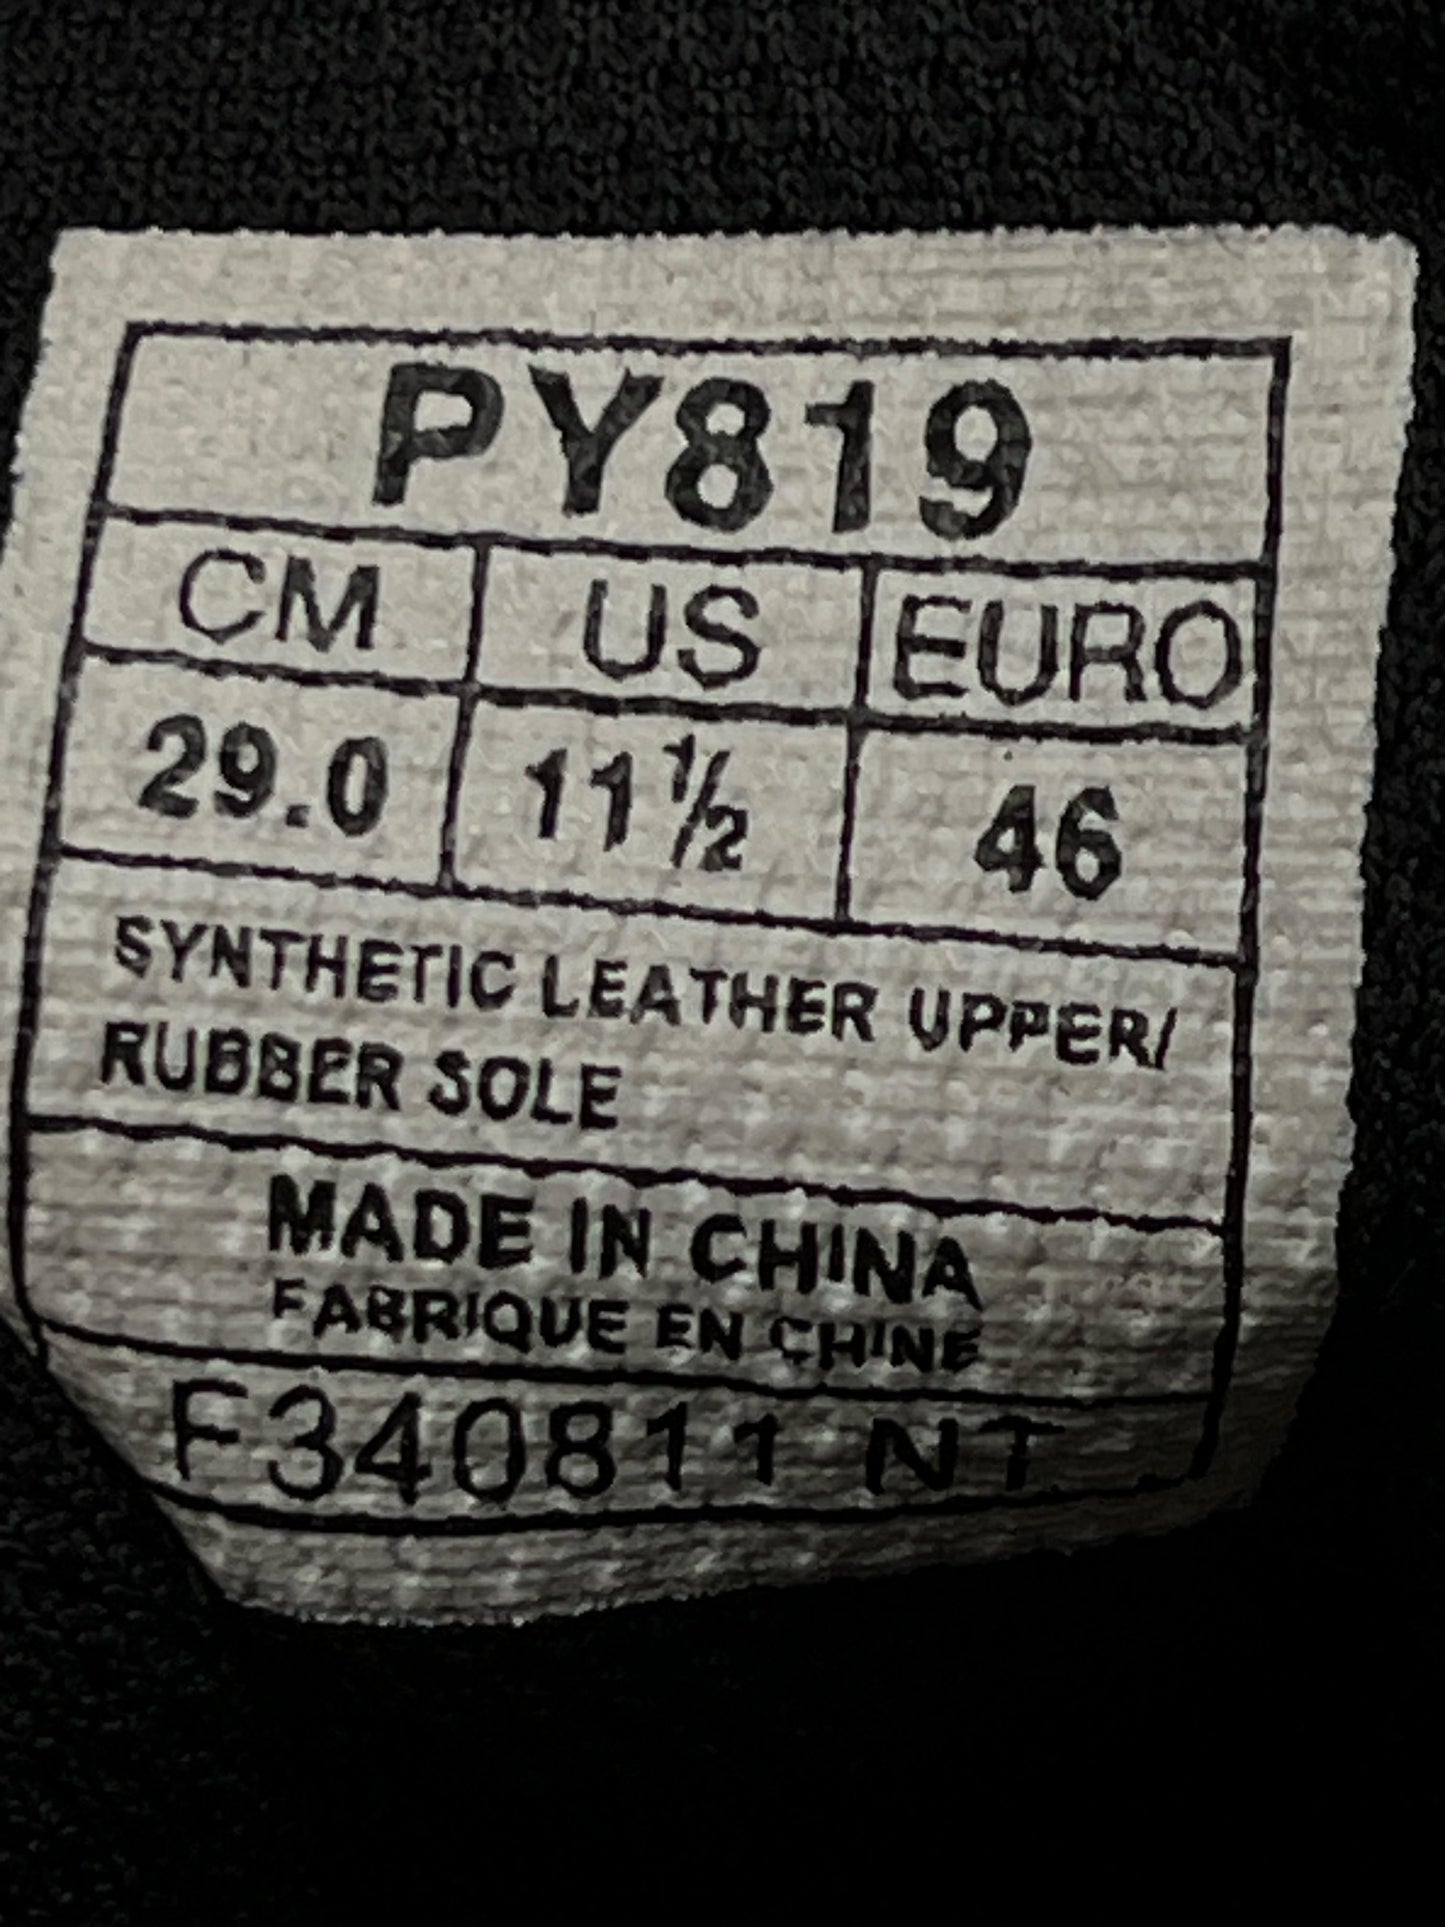 PY819
CM US EURO
29.0 11½ 46
SYNTHETIC LEATHER UPPER/
RUBBER SOLE
MADE IN CHINA
FABRIQUE EN CHINE
F340811 NT